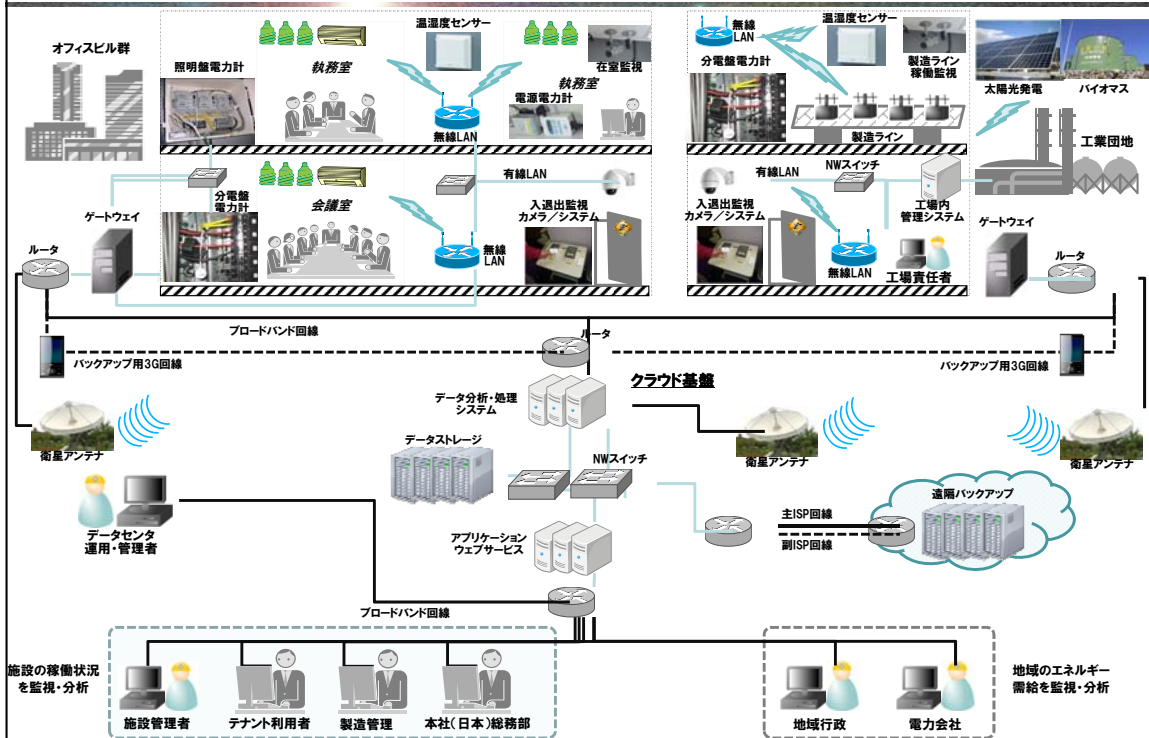 オフィスビル群
照明盤電力計
執務室
温湿度センサー
無線LAN
在室監視
執務室
電源電力計
分電盤
電力計
会議室
有線LAN
無線LAN
入退出監視
カメラ／システム
ゲートウェイ
ルータ
無線
LAN
温湿度センサー
分電盤電力計
製造ライン
稼働監視
製造ライン
太陽光発電
バイオマス
工業団地
有線LAN
NWスイッチ
入退出監視
カメラ／システム
無線LAN
工場内
管理システム
工場責任者
ゲートウェイ
ルータ
ブロードバンド回線
ルータ
バックアップ用3G回線
バックアップ用3G回線
クラウド基盤
データ分析・処理
システム
衛星アンテナ
衛星アンテナ
衛星アンテナ
データストレージ
NWスイッチ
データセンタ
運用・管理者
アプリケーション
ウェブサービス
主ISP回線
副ISP回線
遠隔バックアップ
ブロードバンド回線
施設の稼働状況
を監視・分析
施設管理者
テナント利用者
製造管理
本社（日本）総務部
地域行政
電力会社
地域のエネルギー
需給を監視・分析